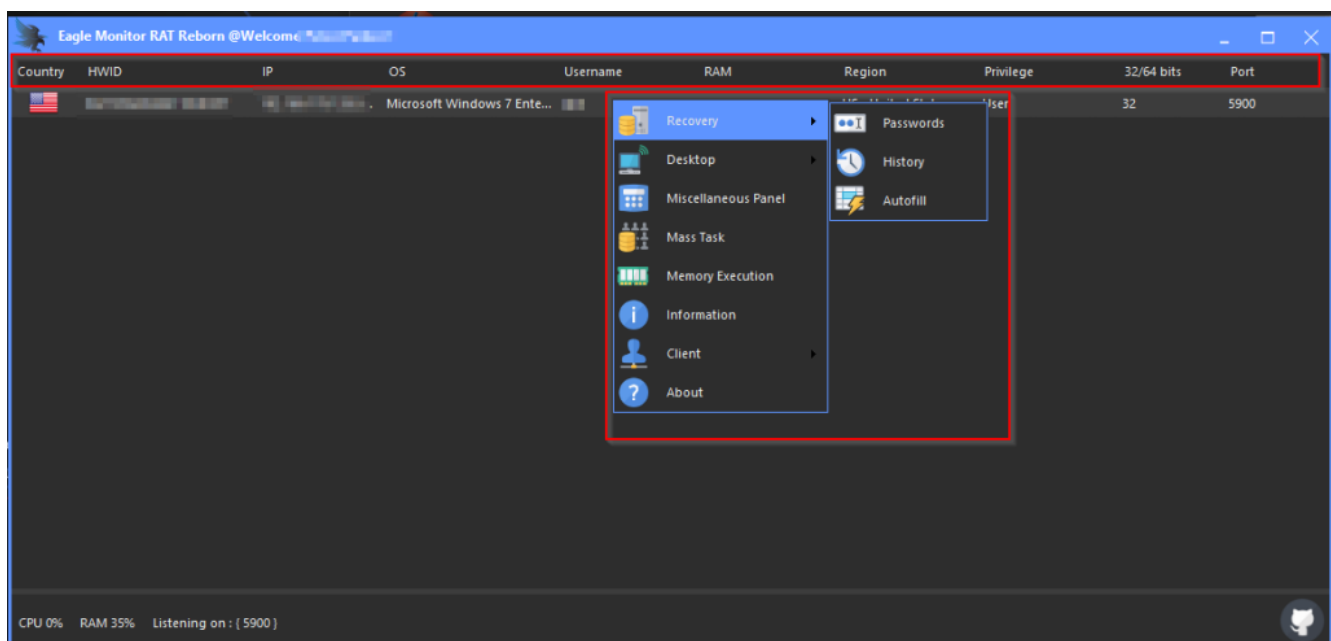 Eagle Monitor RAT Reborn @Welcome
Country HWID IP OS Username RAM Region Privilege 32/64 bits Port
Microsoft Windows 7 Ente... User 32 5900
Recovery
Desktop
Miscellaneous Panel
Mass Task
Memory Execution
Information
Client
About
Passwords
History
Autofill
CPU 0% RAM 35% Listening on : { 5900 }